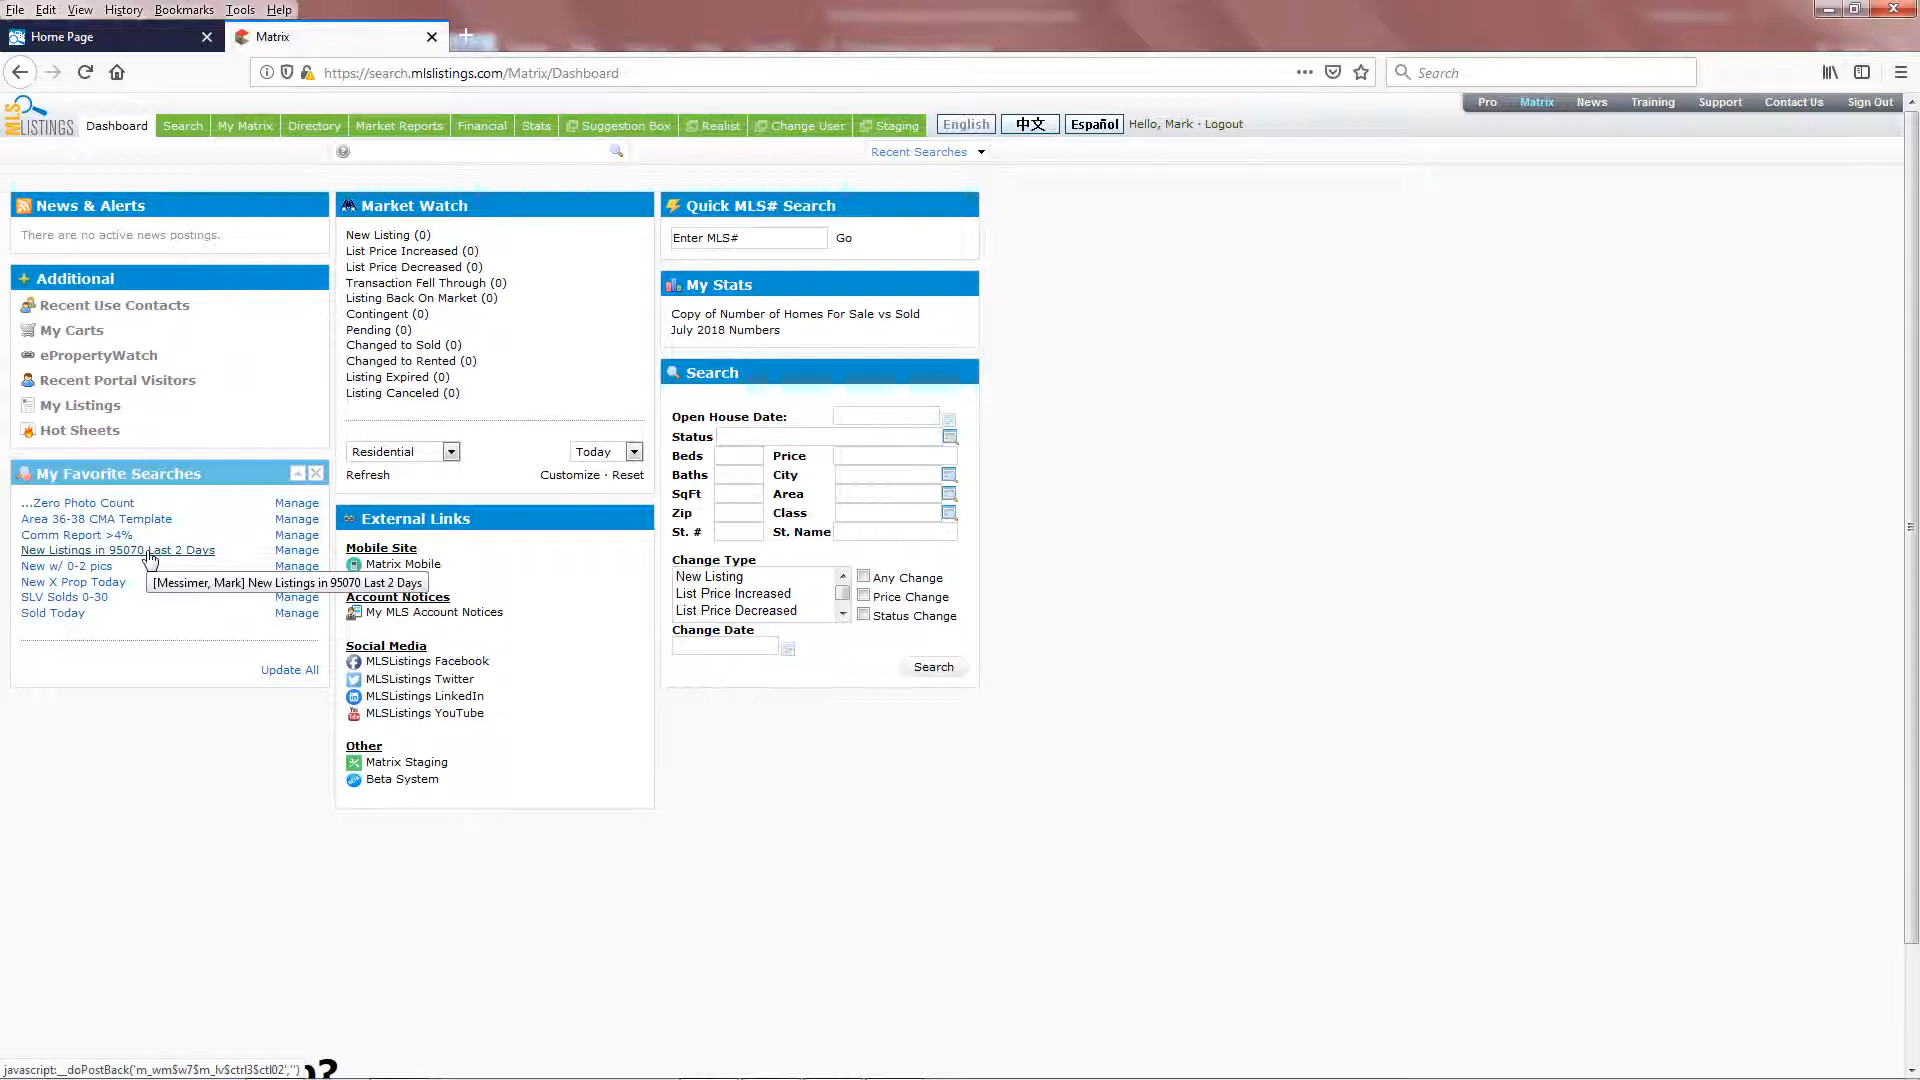 File Edit View History Bookmarks Tools Help
Home Page
Matrix
https://search.mlslistings.com/Matrix/Dashboard
Search
Pro Matrix News Training Support Contact Us Sign Out
MLS LISTINGS
Dashboard Search My Matrix Directory Market Reports Financial Stats Suggestion Box Realist Change User Staging
English 中文 Español Hello, Mark · Logout
Recent Searches
News & Alerts
There are no active news postings.
Additional
Recent Use Contacts
My Carts
ePropertyWatch
Recent Portal Visitors
My Listings
Hot Sheets
My Favorite Searches
...Zero Photo Count Manage
Area 36-38 CMA Template Manage
Comm Report >4% Manage
New Listings in 95070 Last 2 Days Manage
New w/ 0-2 pics Manage
New X Prop Today
[Messimer, Mark] New Listings in 95070 Last 2 Days
SLV Solds 0-30 Manage
Sold Today Manage
Update All
Market Watch
New Listing (0)
List Price Increased (0)
List Price Decreased (0)
Transaction Fell Through (0)
Listing Back On Market (0)
Contingent (0)
Pending (0)
Changed to Sold (0)
Changed to Rented (0)
Listing Expired (0)
Listing Canceled (0)
Residential Today
Refresh Customize · Reset
External Links
Mobile Site
Matrix Mobile
Account Notices
My MLS Account Notices
Social Media
MLSListings Facebook
MLSListings Twitter
MLSListings LinkedIn
MLSListings YouTube
Other
Matrix Staging
Beta System
Quick MLS# Search
Enter MLS# Go
My Stats
Copy of Number of Homes For Sale vs Sold
July 2018 Numbers
Search
Open House Date:
Status
Beds Price
Baths City
SqFt Area
Zip Class
St. # St. Name
Change Type
New Listing
List Price Increased
List Price Decreased
Any Change
Price Change
Status Change
Change Date
Search
javascript:__doPostBack('m_wm$w7$m_lv$ctrl3$ctl02','')